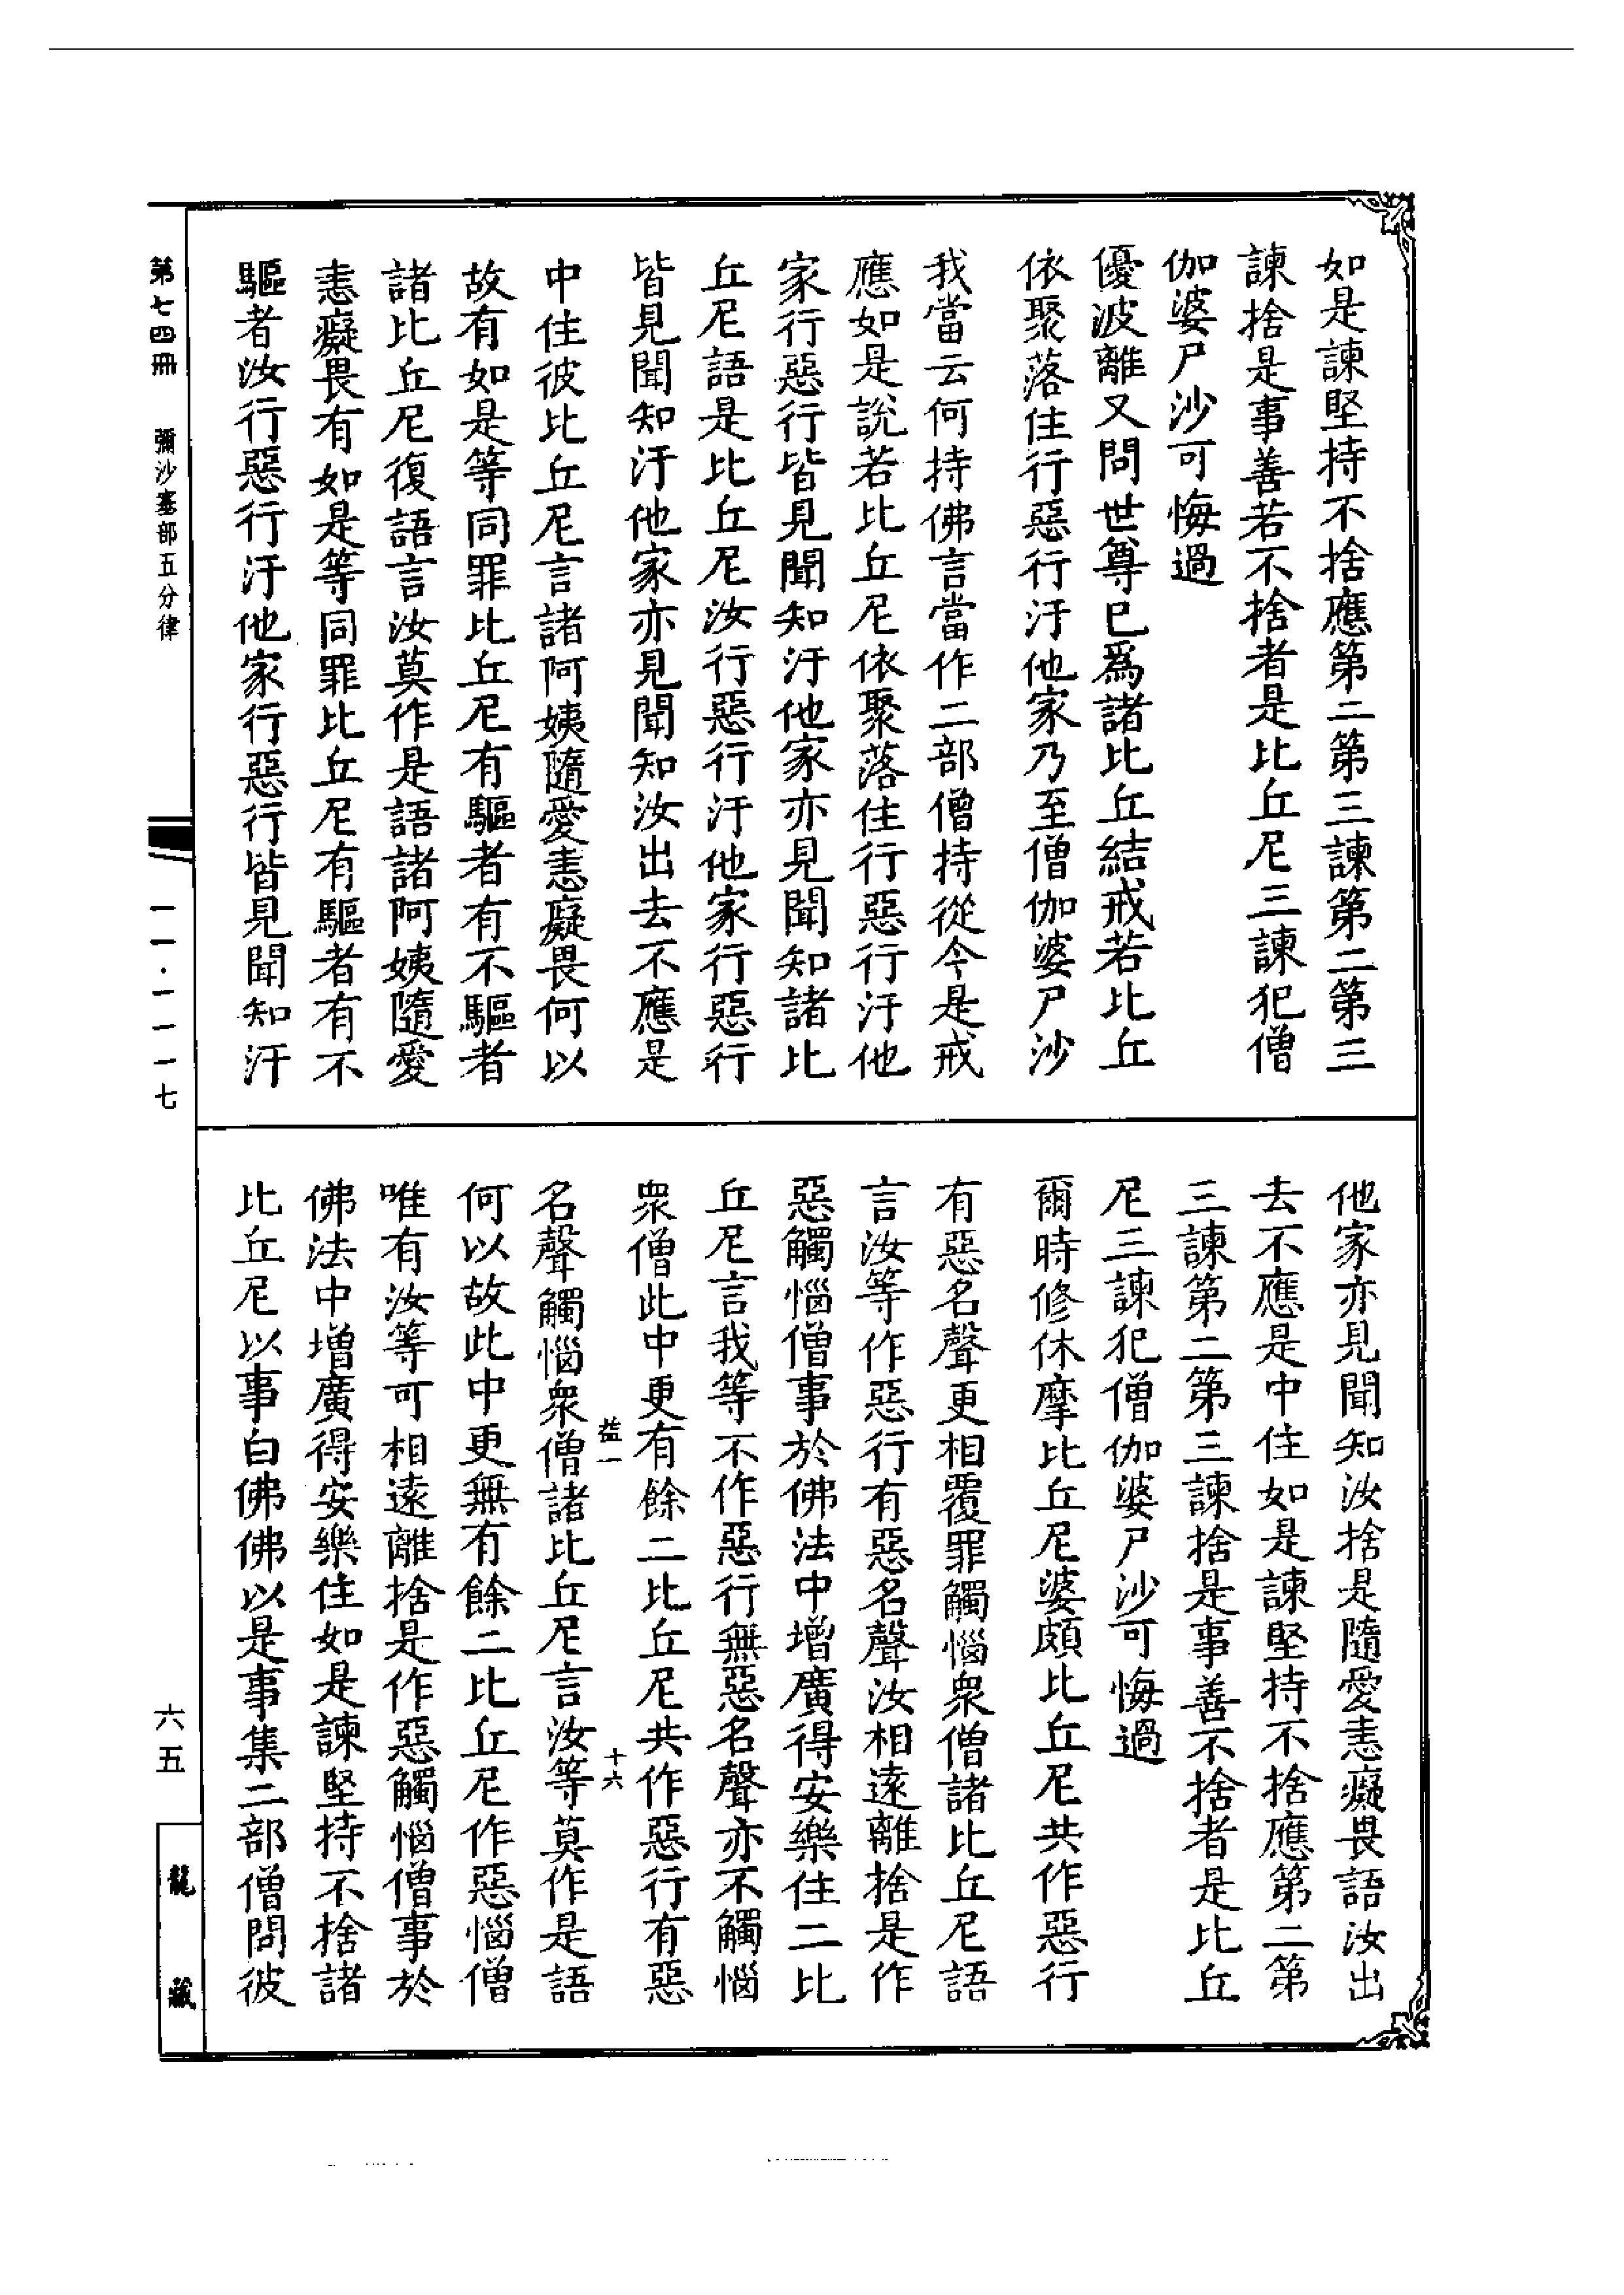 如是諫堅持不捨應第二第三諫第二第三
諫捨是事善若不捨者是比丘尼三諫犯僧
伽婆尸沙可悔過
優波離又問世尊已爲諸比丘結戒若比丘
依聚落住行惡行汙他家乃至僧伽婆尸沙
我當云何持佛言當作二部僧持從今是戒
應如是說若比丘尼依聚落住行惡行汙他
家行惡行皆見聞知汙他家亦見聞知諸比
丘尼語是比丘尼汝行惡行汙他家行惡行
皆見聞知汙他家亦見聞知汝出去不應是
中住彼比丘尼言諸阿姨隨愛恚癡畏何以
故有如是等同罪比丘尼有驅者有不驅者
諸比丘尼復語言汝莫作是語諸阿姨隨愛
恚癡畏有如是等同罪比丘尼有驅者有不
驅者汝行惡行汙他家行惡行皆見聞知汙
他家亦見聞知汝捨是隨愛恚癡畏語汝出
去不應是中住如是諫堅持不捨應第二第
三諫第二第三諫捨是事善不捨者是比丘
尼三諫犯僧伽婆尸沙可悔過
爾時修休摩比丘尼婆頗比丘尼共作惡行
有惡名聲更相覆罪觸惱衆僧諸比丘尼語
言汝等作惡行有惡名聲汝相遠離捨是作
惡觸惱僧事於佛法中增廣得安樂住二比
丘尼言我等不作惡行無惡名聲亦不觸惱
衆僧此中更有餘二比丘尼共作惡行有惡
益一 十六
名聲觸惱衆僧諸比丘尼言汝等莫作是語
何以故此中更無有餘二比丘尼作惡惱僧
唯有汝等可相遠離捨是作惡觸惱僧事於
佛法中增廣得安樂住如是諫堅持不捨諸
比丘尼以事白佛佛以是事集二部僧問彼
第七四冊 彌沙塞部五分律
一一·一一一七
六五
龍藏